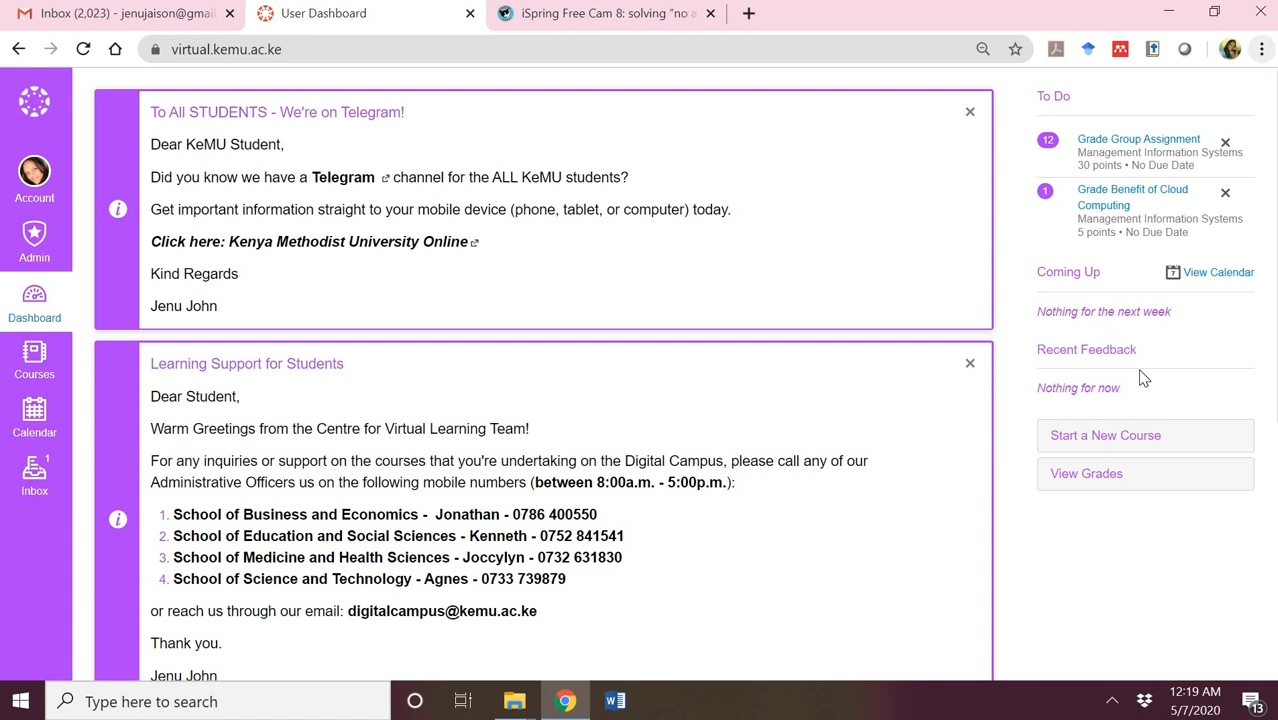 Inbox (2,023) - jenujaison@gmai
User Dashboard
iSpring Free Cam 8: solving "no a
virtual.kemu.ac.ke
Account
Admin
Dashboard
Courses
Calendar
1
Inbox
To All STUDENTS - We're on Telegram!
Dear KeMU Student,
Did you know we have a Telegram channel for the ALL KeMU students?
Get important information straight to your mobile device (phone, tablet, or computer) today.
Click here: Kenya Methodist University Online
Kind Regards
Jenu John
Learning Support for Students
Dear Student,
Warm Greetings from the Centre for Virtual Learning Team!
For any inquiries or support on the courses that you're undertaking on the Digital Campus, please call any of our
Administrative Officers us on the following mobile numbers (between 8:00a.m. - 5:00p.m.):
1. School of Business and Economics - Jonathan - 0786 400550
2. School of Education and Social Sciences - Kenneth - 0752 841541
3. School of Medicine and Health Sciences - Joccylyn - 0732 631830
4. School of Science and Technology - Agnes - 0733 739879
or reach us through our email: digitalcampus@kemu.ac.ke
Thank you.
Jenu John
To Do
12
Grade Group Assignment
Management Information Systems
30 points • No Due Date
1
Grade Benefit of Cloud
Computing
Management Information Systems
5 points • No Due Date
Coming Up
7
View Calendar
Nothing for the next week
Recent Feedback
Nothing for now
Start a New Course
View Grades
Type here to search
12:19 AM
5/7/2020
13